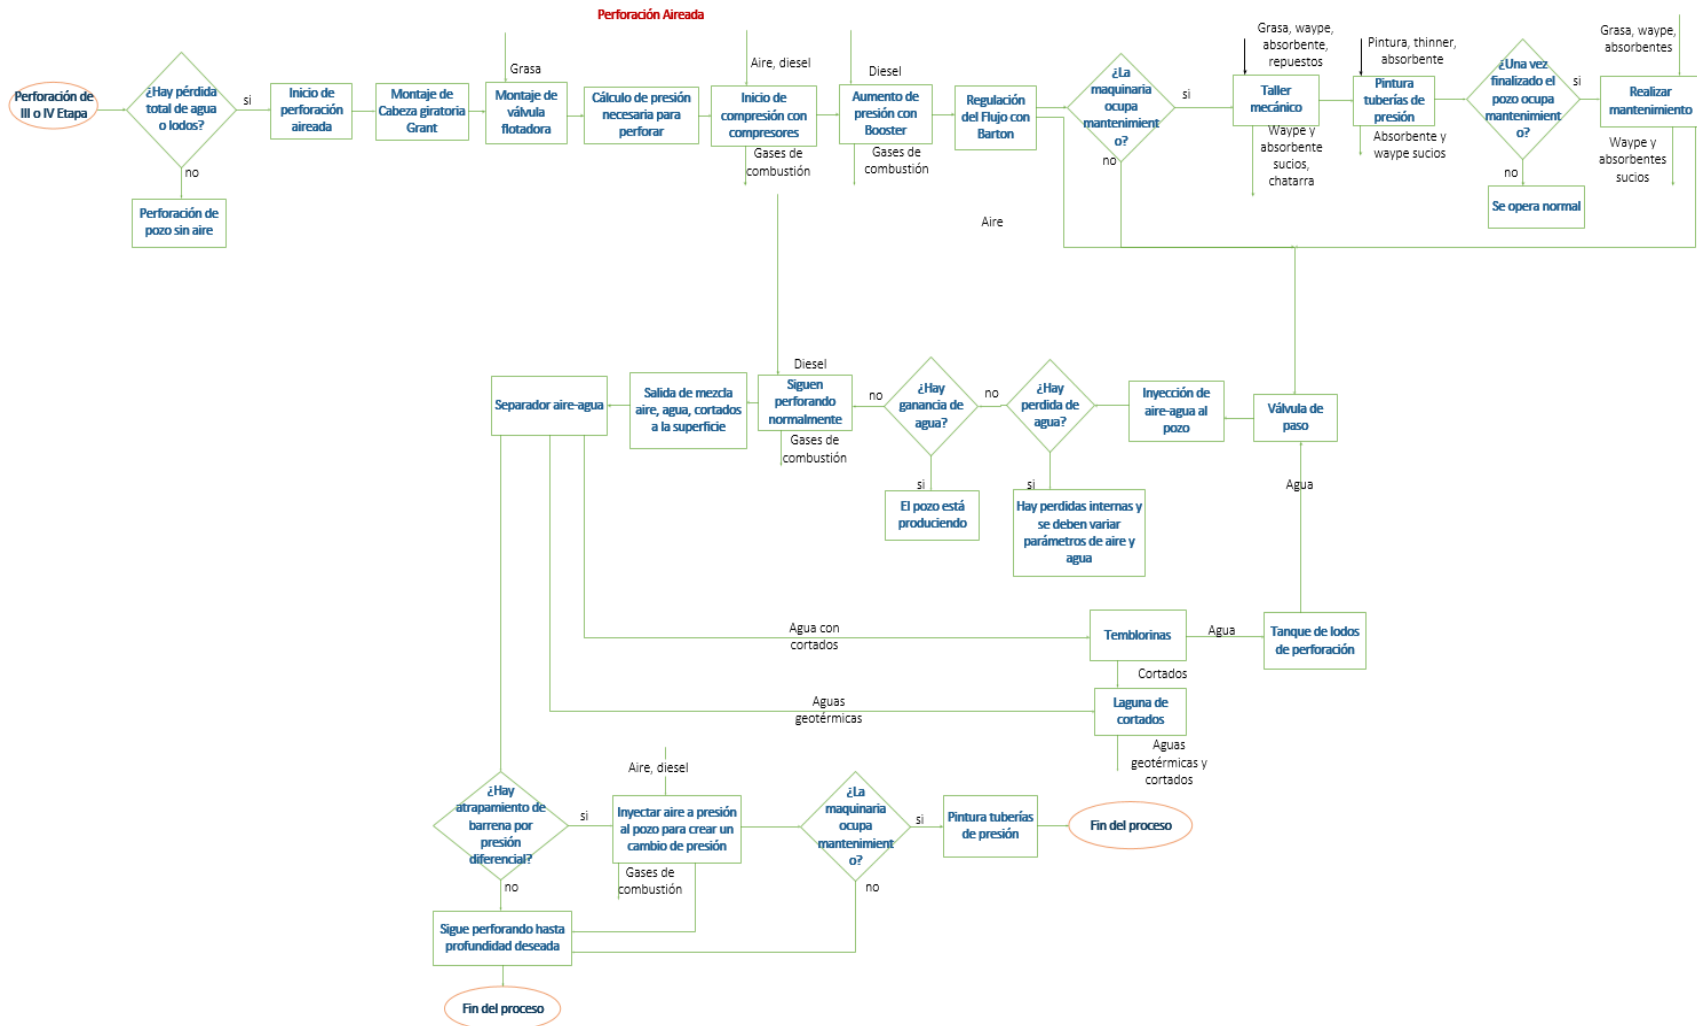 Perforación Aireada
Perforación de
III o IV Etapa
¿Hay pérdida
total de agua
o lodos?
si
no
Perforación de
pozo sin aire
Inicio de
perforación
aireada
Montaje de
Cabeza giratoria
Grant
Grasa
Montaje de
válvula
flotadora
Cálculo de presión
necesaria para
perforar
Aire, diesel
Inicio de
compresión con
compresores
Gases de
combustión
Diesel
Aumento de
presión con
Booster
Gases de
combustión
Regulación
del Flujo con
Barton
¿La
maquinaria
ocupa
mantenimient
o?
si
no
Grasa, waype,
absorbente,
repuestos
Taller
mecánico
Waype y
absorbente
sucios,
chatarra
Pintura, thinner,
absorbente
Pintura
tuberías de
presión
Absorbente y
waype sucios
¿Una vez
finalizado el
pozo ocupa
mantenimient
o?
si
no
Se opera normal
Grasa, waype,
absorbentes
Realizar
mantenimiento
Waype y
absorbentes
sucios
Aire
Separador aire-agua
Salida de mezcla
aire, agua, cortados
a la superficie
Diesel
Siguen
perforando
normalmente
Gases de
combustión
no
¿Hay
ganancia de
agua?
si
El pozo está
produciendo
no
¿Hay
perdida de
agua?
si
Hay perdidas internas y
se deben variar
parámetros de aire y
agua
Inyección de
aire-agua al
pozo
Válvula de
paso
Agua
Agua con
cortados
Temblorinas
Agua
Tanque de lodos
de perforación
Cortados
Aguas
geotérmicas
Laguna de
cortados
Aguas
geotérmicas y
cortados
¿Hay
atrapamiento de
barrena por
presión
diferencial?
si
no
Aire, diesel
Inyectar aire a presión
al pozo para crear un
cambio de presión
Gases de
combustión
¿La
maquinaria
ocupa
mantenimient
o?
si
no
Pintura tuberías
de presión
Fin del proceso
Sigue perforando hasta
profundidad deseada
Fin del proceso